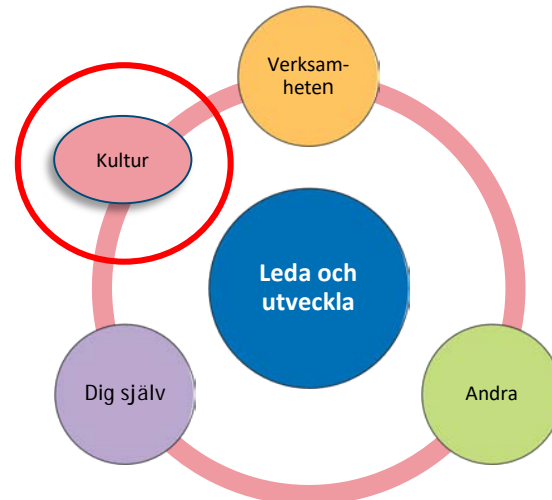 Verksam-
heten
Kultur
Leda och
utveckla
Dig själv
Andra